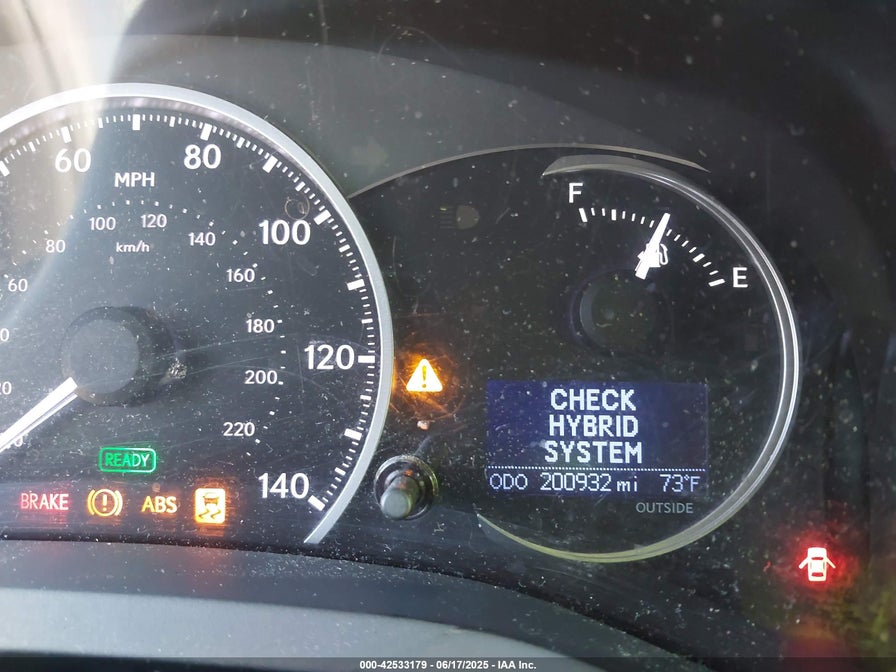 60
80
MPH
100
120
80
100
km/h
140
60
160
180
120
200
220
140
READY
BRAKE
ABS
F
E
CHECK
HYBRID
SYSTEM
ODO 200932 mi 73°F
OUTSIDE
000-42533179 - 06/17/2025 - IAA Inc.